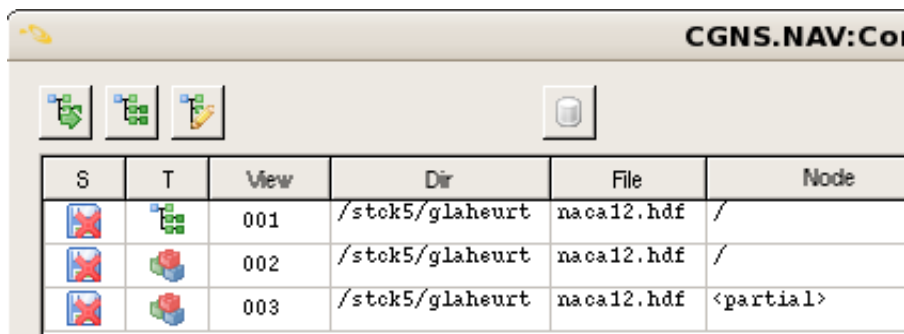 CGNS.NAV:Cor
S T View Dir File Node
001 /stck5/glaheurt naca12.hdf /
002 /stck5/glaheurt naca12.hdf /
003 /stck5/glaheurt naca12.hdf <partial>